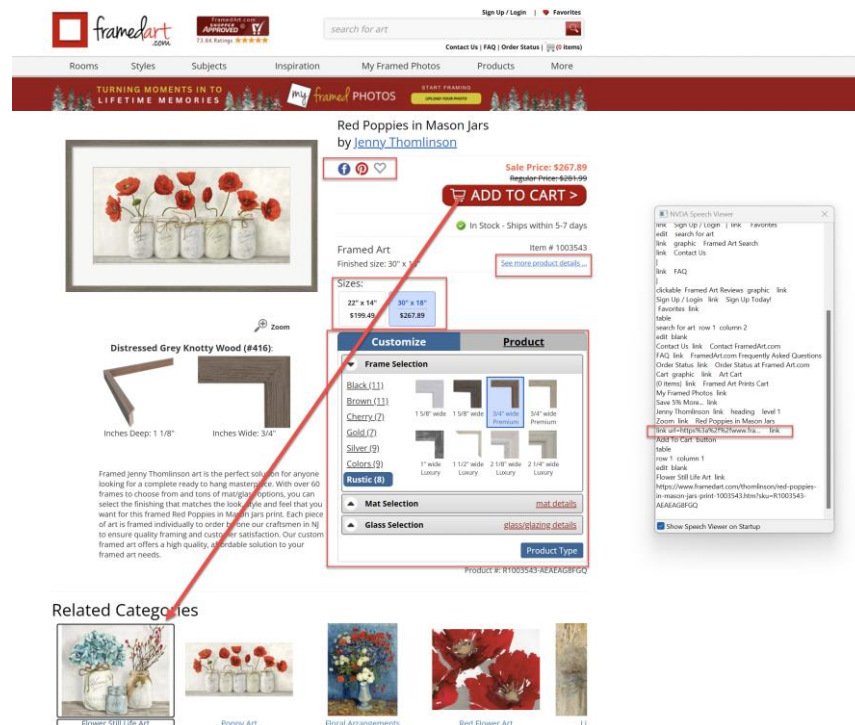 Sign Up / Login | Favorites
framedart
.com
FramedArt.com
SHOPPER
APPROVED
73.8K Ratings
search for art
Contact Us | FAQ | Order Status | (0 items)
Rooms Styles Subjects Inspiration My Framed Photos Products More
TURNING MOMENTS IN TO
LIFETIME MEMORIES
my framed PHOTOS
START FRAMING
UPLOAD YOUR PHOTO
Red Poppies in Mason Jars
by Jenny Thomlinson
Sale Price: $267.89
Regular Price: $281.99
ADD TO CART >
In Stock - Ships within 5-7 days
Framed Art
Item # 1003543
Finished size: 30" x
See more product details ...
Sizes:
22" x 14" 30" x 18"
$199.49 $267.89
Zoom
Distressed Grey Knotty Wood (#416):
Inches Deep: 1 1/8" Inches Wide: 3/4"
Framed Jenny Thomlinson art is the perfect solution for anyone
looking for a complete ready to hang masterpiece. With over 60
frames to choose from and tons of mat/glass options, you can
select the finishing that matches the look, style and feel that you
want for this framed Red Poppies in Mason Jars print. Each piece
of art is framed individually to order by one our craftsmen in NJ
to ensure quality framing and customer satisfaction. Our custom
framed art offers a high quality, affordable solution to your
framed art needs.
Customize Product
Frame Selection
Black (11)
Brown (11)
Cherry (7)
Gold (7)
Silver (9)
Colors (9)
Rustic (8)
1 5/8" wide 1 5/8" wide 3/4" wide 3/4" wide
Premium Premium
1" wide 1 1/2" wide 2 1/8" wide 2 1/4" wide
Luxury Luxury Luxury Luxury
Mat Selection mat details
Glass Selection glass/glazing details
Product Type
Product #: R1003543-AEAEAG8FGQ
Related Categories
Flower Still Life Art Poppy Art Floral Arrangements Red Flower Art
NVDA Speech Viewer
link Sign Up / Login | link Favorites
edit search for art
link graphic Framed Art Search
link Contact Us
|
link FAQ
|
clickable Framed Art Reviews graphic link
Sign Up / Login link Sign Up Today!
Favorites link
table
search for art row 1 column 2
edit blank
Contact Us link Contact FramedArt.com
FAQ link FramedArt.com Frequently Asked Questions
Order Status link Order Status at Framed Art.com
Cart graphic link Art Cart
(0 items) link Framed Art Prints Cart
My Framed Photos link
Save 5% More... link
Jenny Thomlinson link heading level 1
Zoom link Red Poppies in Mason Jars
link url=https%3a%2f%2fwww.fra... link
Add To Cart button
table
row 1 column 1
edit blank
Flower Still Life Art link
https://www.framedart.com/thomlinson/red-poppies-
in-mason-jars-print-1003543.htm?sku=R1003543-
AEAEAG8FGQ
Show Speech Viewer on Startup